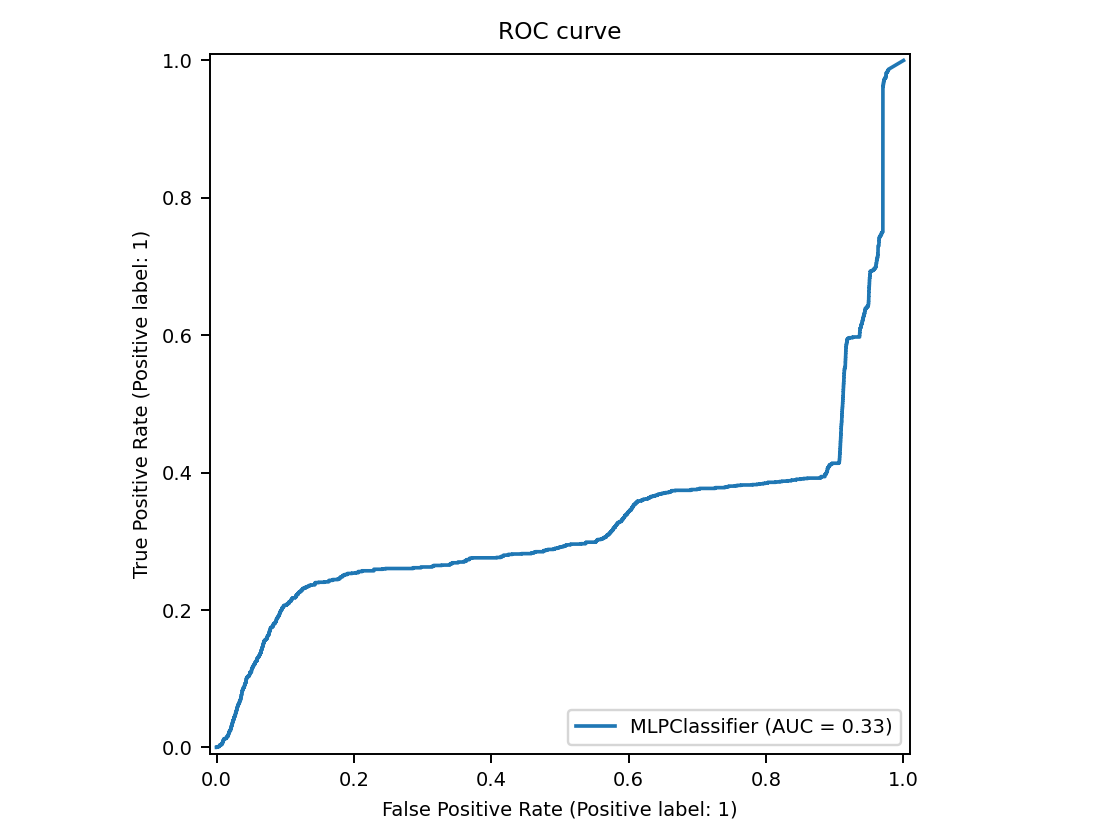 ROC curve
True Positive Rate (Positive label: 1)
1.0
0.8
0.6
0.4
0.2
0.0
MLPClassifier (AUC = 0.33)
0.0 0.2 0.4 0.6 0.8 1.0
False Positive Rate (Positive label: 1)